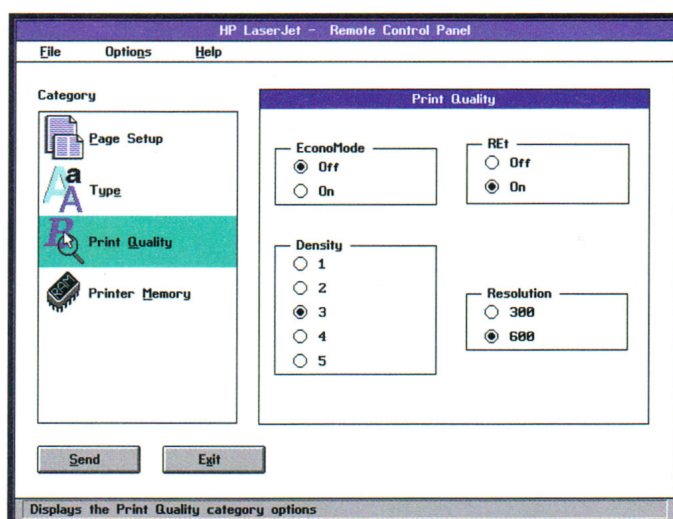 HP LaserJet - Remote Control Panel
File Options Help
Category
Page Setup
Type
Print Quality
Printer Memory
Print Quality
EconoMode
Off
On
REt
Off
On
Density
1
2
3
4
5
Resolution
300
600
Send Exit
Displays the Print Quality category options